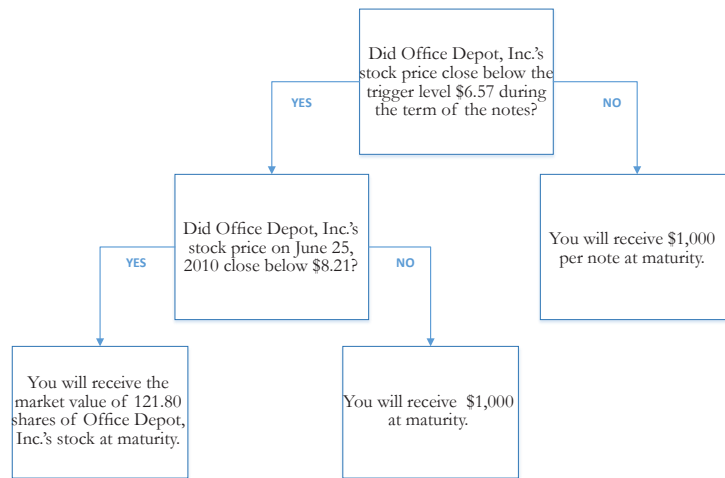 Did Office Depot, Inc.'s
stock price close below the
trigger level $6.57 during
the term of the notes?
YES
NO
Did Office Depot, Inc.'s
stock price on June 25,
2010 close below $8.21?
You will receive $1,000
per note at maturity.
YES
NO
You will receive the
market value of 121.80
shares of Office Depot,
Inc.'s stock at maturity.
You will receive $1,000
at maturity.